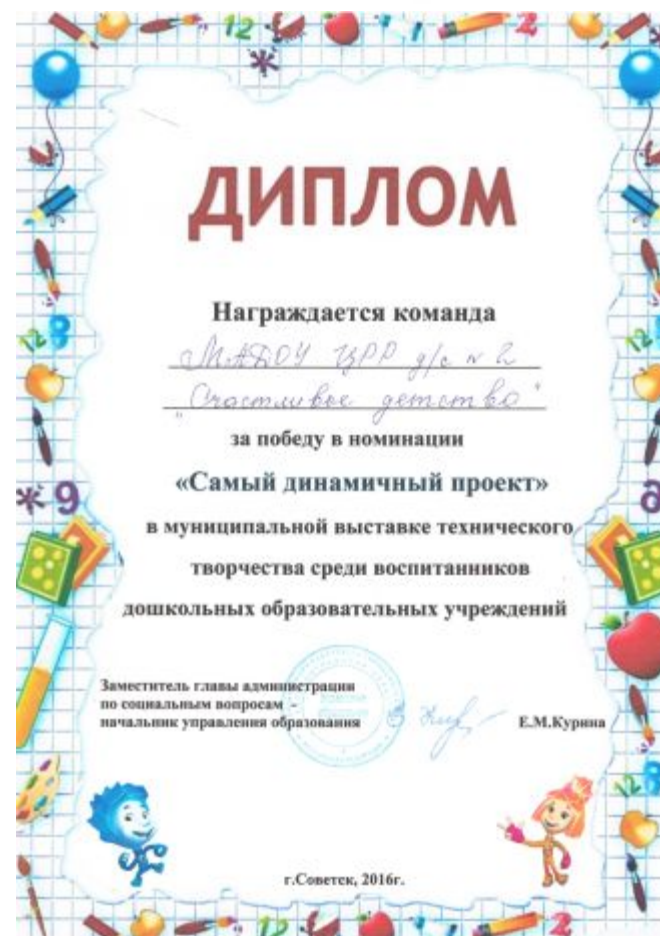 ДИПЛОМ
Награждается команда
МАДОУ ЦРР д/с № 2
"Счастливое детство"
за победу в номинации
«Самый динамичный проект»
в муниципальной выставке технического
творчества среди воспитанников
дошкольных образовательных учреждений
Заместитель главы администрации
по социальным вопросам -
начальник управления образования
Е.М.Курина
г.Советск, 2016г.